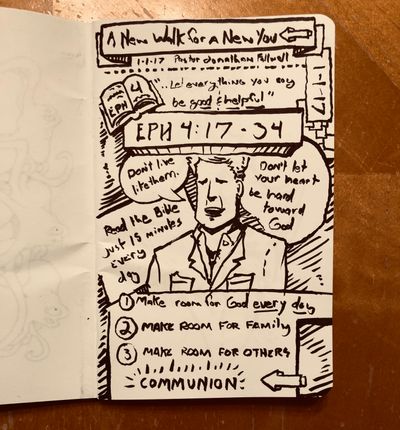 A New Walk for a New You
1-1-17 Pastor Jonathan Falwell
1-1-17
EPH
4
"..Let everything you say
be good & helpful"
EPH 4:17-34
Don't live
like them.
Don't let
your heart
be hard
toward
God
Read the Bible
just 15 minutes
every
day
1 Make room for God every day
2 MAKE ROOM FOR FAMILY
3 MAKE ROOM FOR OTHERS
COMMUNION